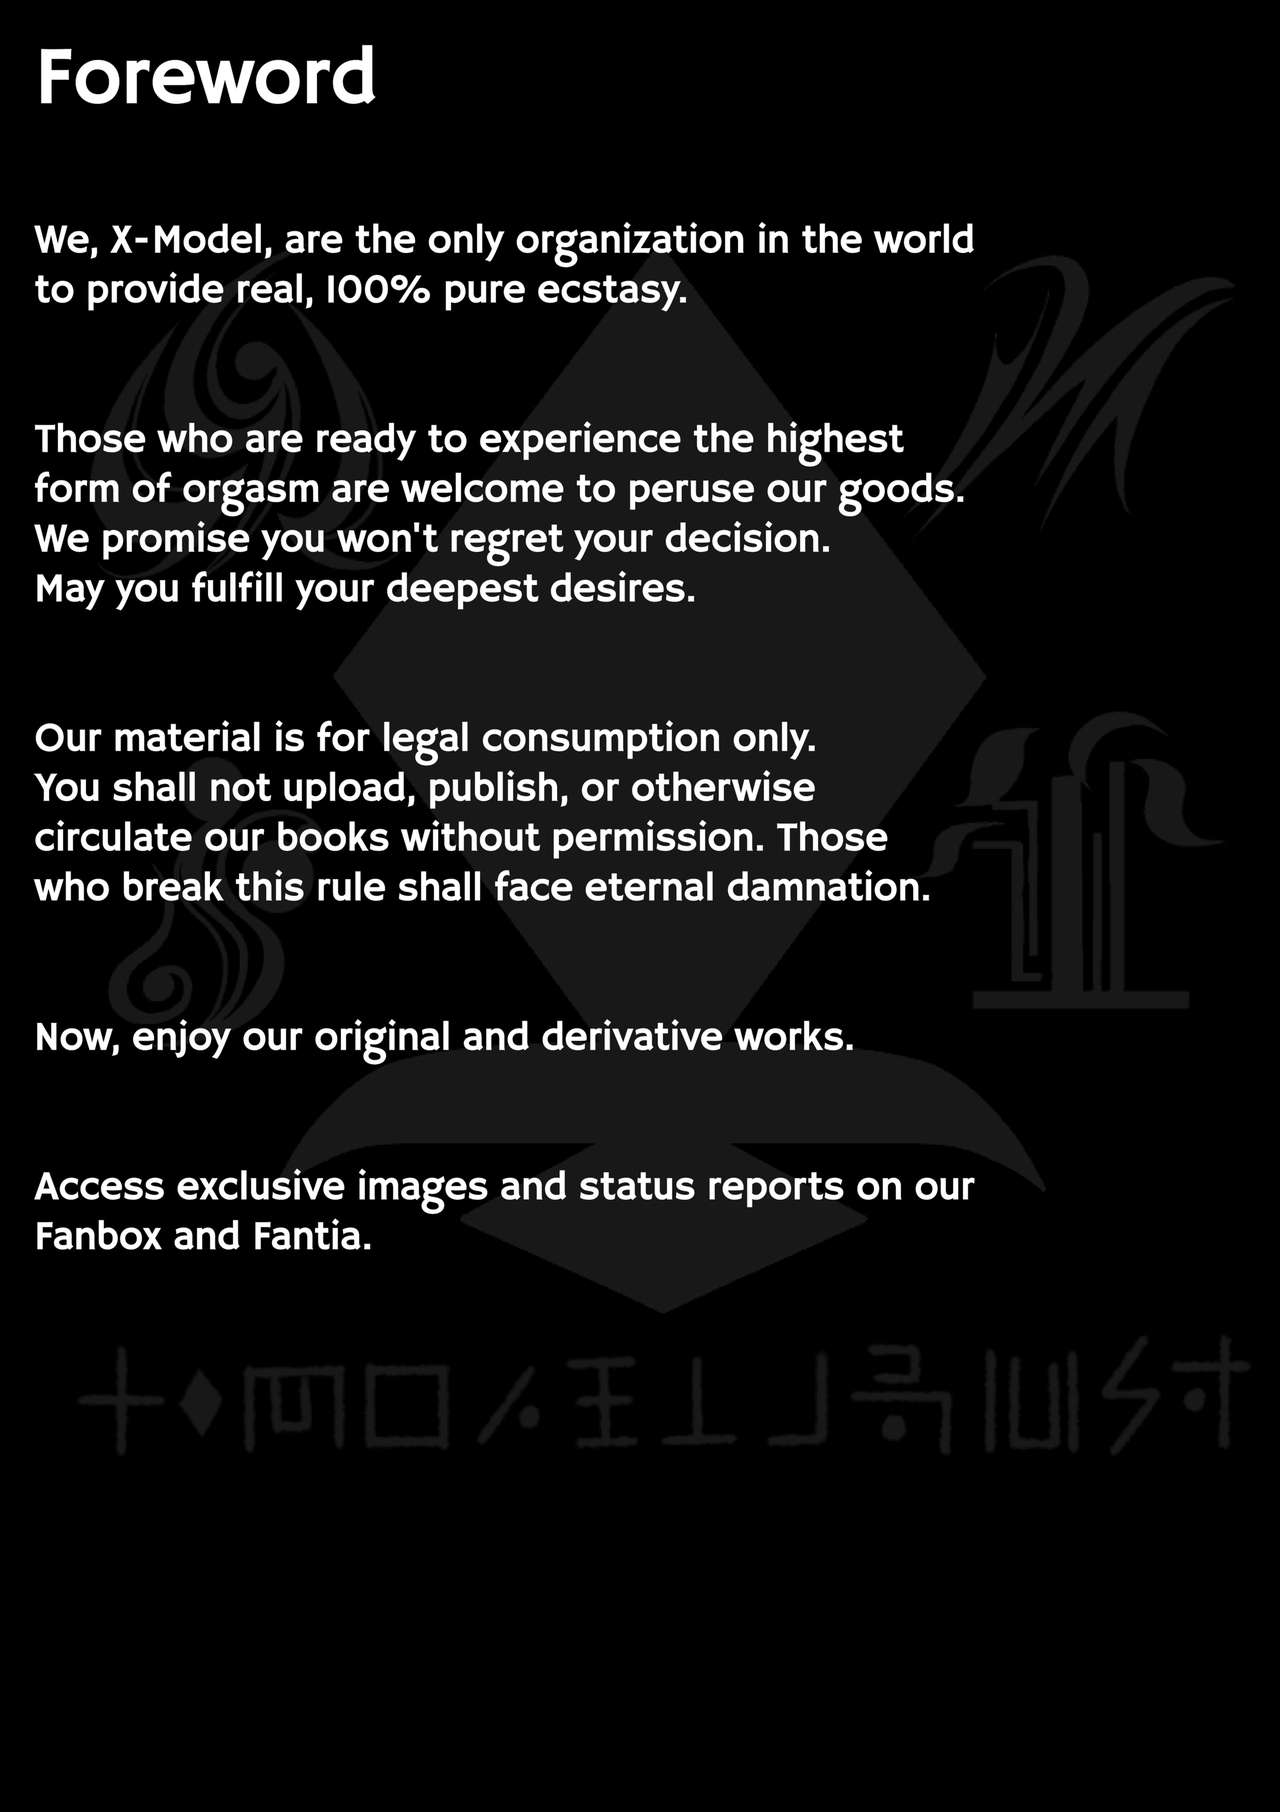 Foreword
We, X-Model, are the only organization in the world
to provide real, 100% pure ecstasy.
Those who are ready to experience the highest
form of orgasm are welcome to peruse our goods.
We promise you won't regret your decision.
May you fulfill your deepest desires.
Our material is for legal consumption only.
You shall not upload, publish, or otherwise
circulate our books without permission. Those
who break this rule shall face eternal damnation.
Now, enjoy our original and derivative works.
Access exclusive images and status reports on our
Fanbox and Fantia.